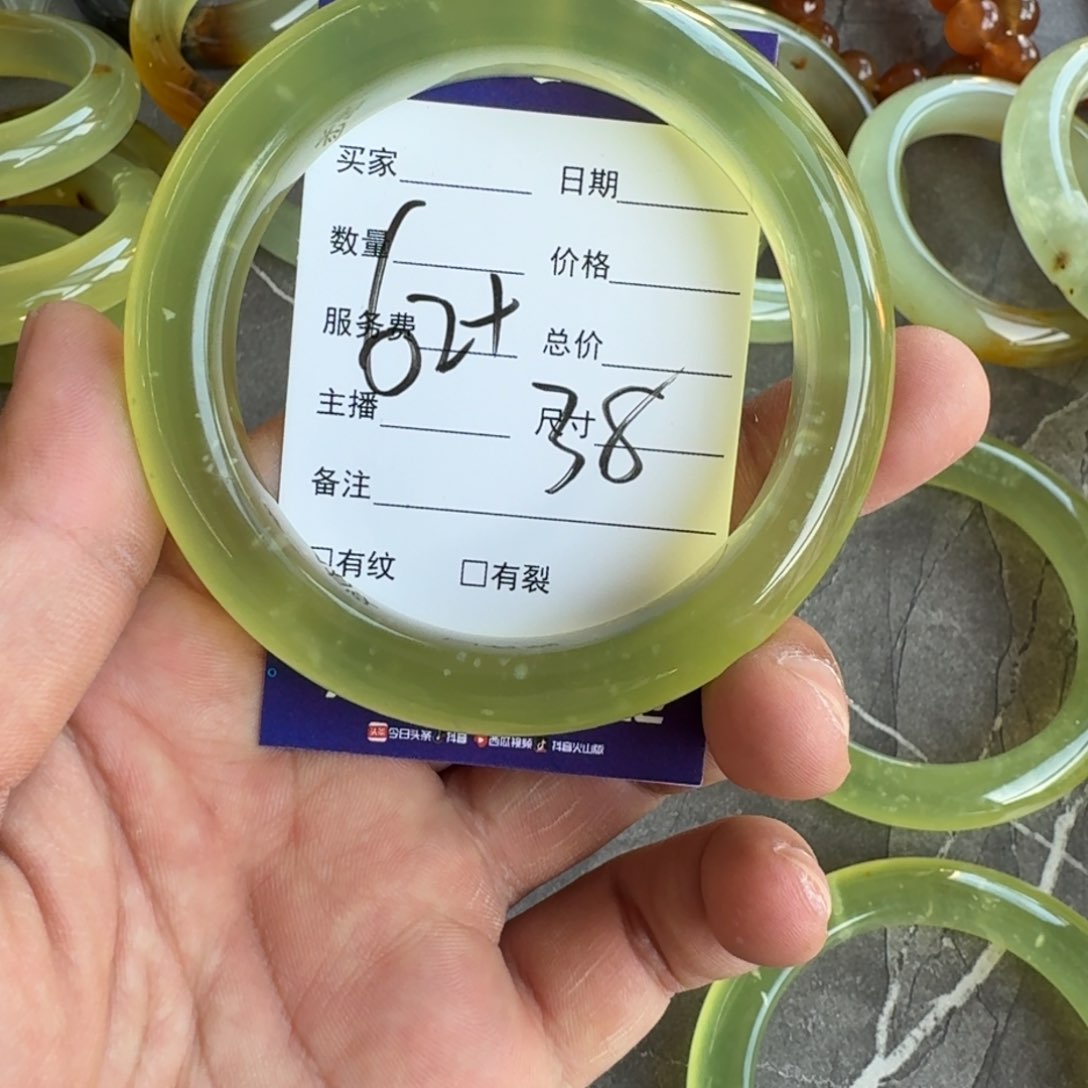 买家 日期
数量 价格
服务费 总价
62+
主播 尺寸
38
备注
□有纹 □有裂
今日头条 抖音 西瓜视频 抖音火山版